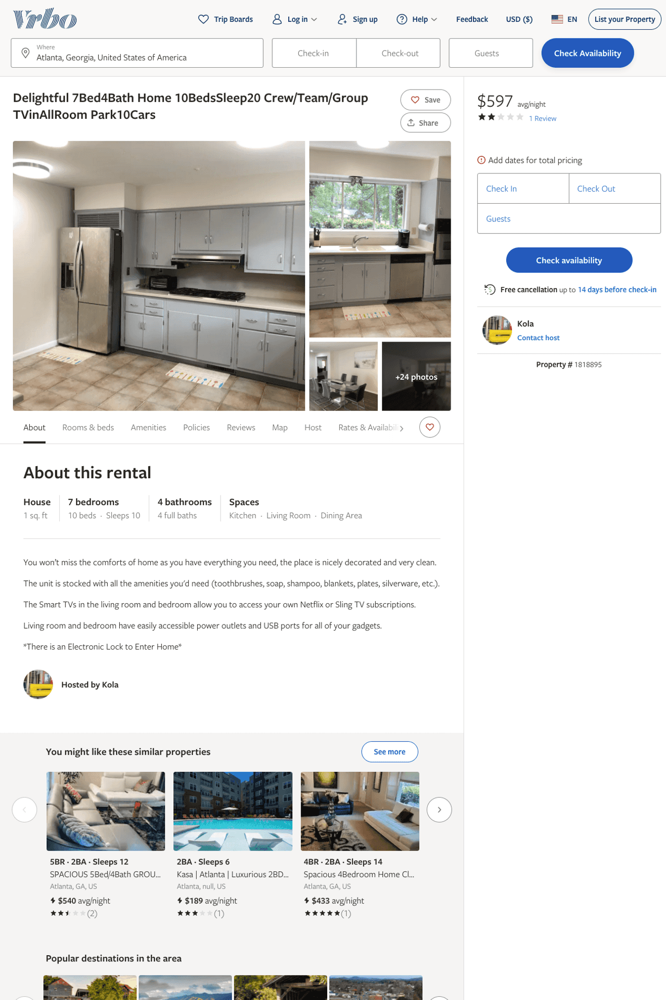 Vrbo
Trip Boards
Log in
Sign up
Help
Feedback
USD ($)
EN
List your Property
Where
Atlanta, Georgia, United States of America
Check-in
Check-out
Guests
Check Availability
Delightful 7Bed4Bath Home 10BedsSleep20 Crew/Team/Group
TVinAllRoom Park10Cars
Save
Share
+24 photos
$597 avg/night
1 Review
Add dates for total pricing
Check In
Check Out
Guests
Check availability
Free cancellation up to 14 days before check-in
Kola
Contact host
Property # 1818895
About
Rooms & beds
Amenities
Policies
Reviews
Map
Host
Rates & Availabili
About this rental
House
1 sq. ft
7 bedrooms
10 beds · Sleeps 10
4 bathrooms
4 full baths
Spaces
Kitchen · Living Room · Dining Area
You won’t miss the comforts of home as you have everything you need, the place is nicely decorated and very clean.
The unit is stocked with all the amenities you’d need (toothbrushes, soap, shampoo, blankets, plates, silverware, etc.).
The Smart TVs in the living room and bedroom allow you to access your own Netflix or Sling TV subscriptions.
Living room and bedroom have easily accessible power outlets and USB ports for all of your gadgets.
*There is an Electronic Lock to Enter Home*
Hosted by Kola
You might like these similar properties
See more
5BR · 2BA · Sleeps 12
SPACIOUS 5Bed/4Bath GROU...
Atlanta, GA, US
$540 avg/night
(2)
2BA · Sleeps 6
Kasa | Atlanta | Luxurious 2BD...
Atlanta, null, US
$189 avg/night
(1)
4BR · 2BA · Sleeps 14
Spacious 4Bedroom Home Cl...
Atlanta, GA, US
$433 avg/night
(1)
Popular destinations in the area